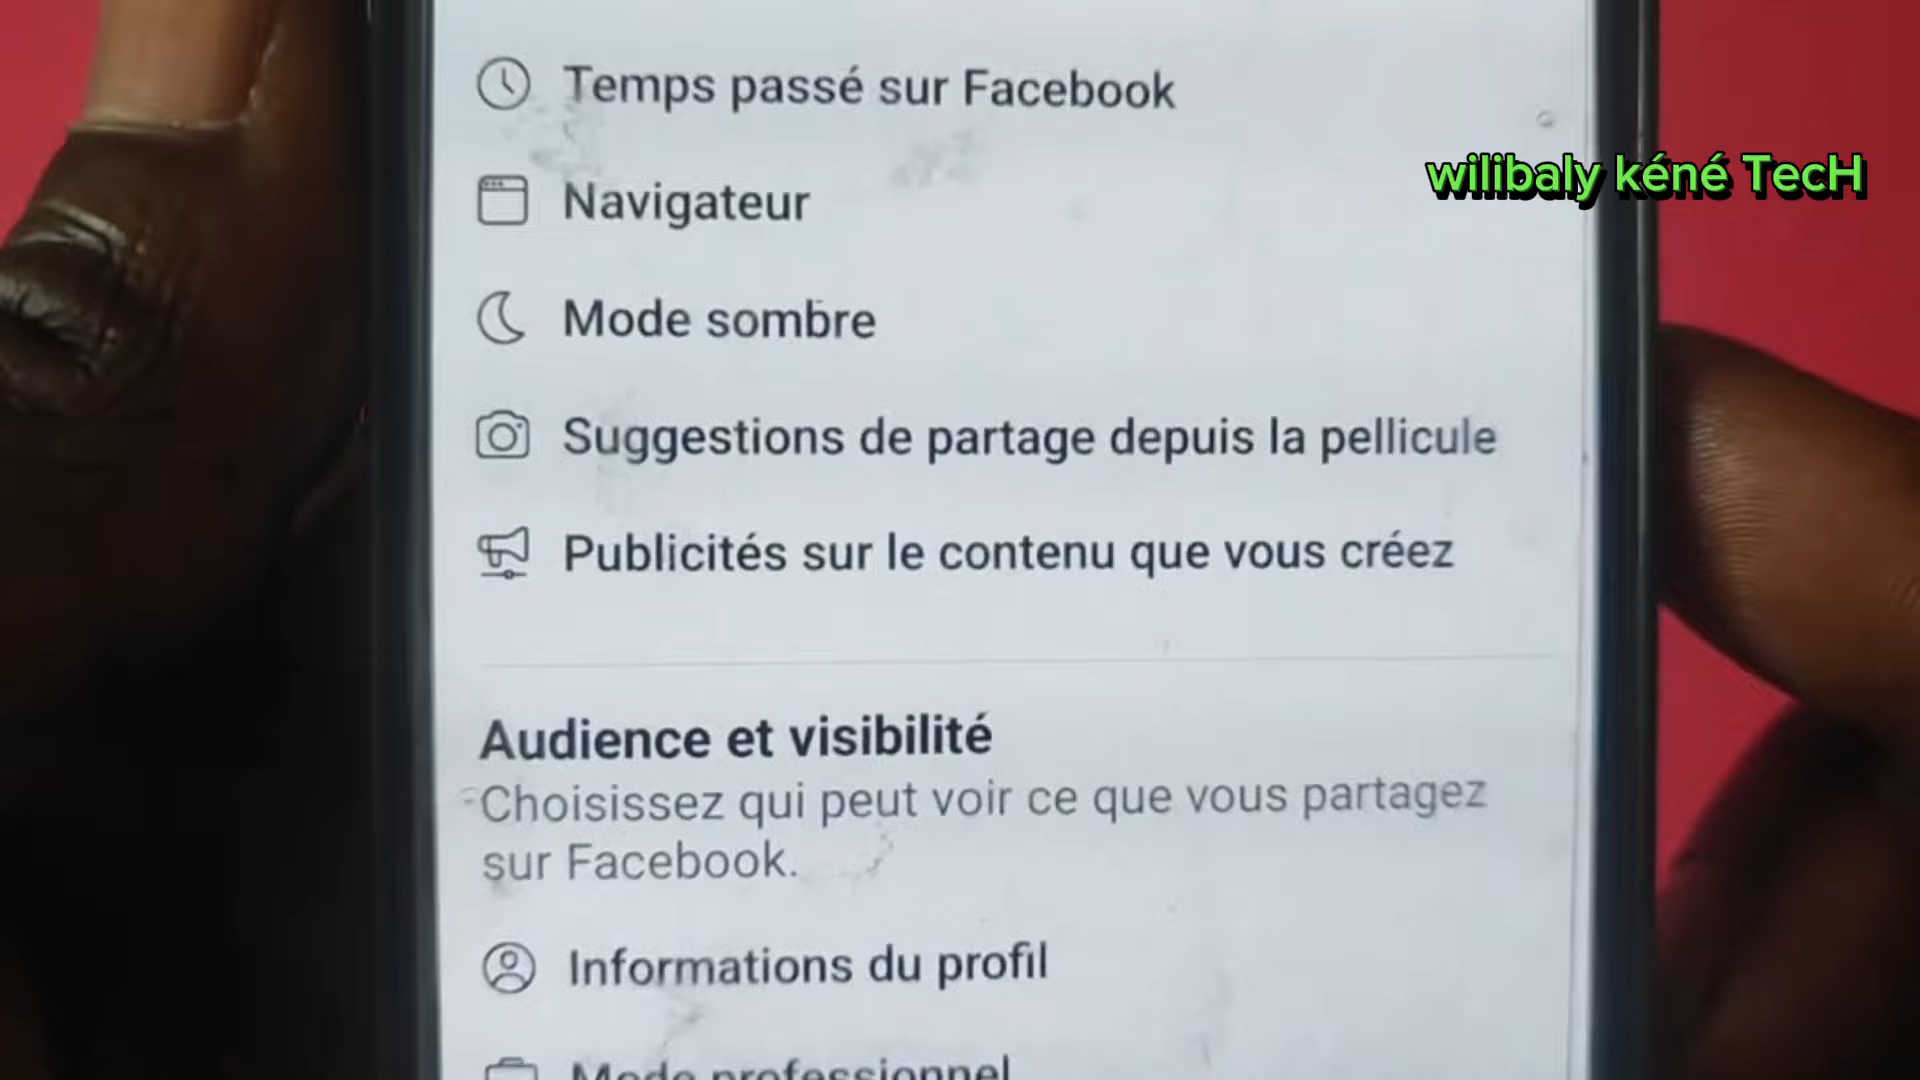 Temps passé sur Facebook
wilibaly kéné TecH
Navigateur
Mode sombre
Suggestions de partage depuis la pellicule
Publicités sur le contenu que vous créez
Audience et visibilité
Choisissez qui peut voir ce que vous partagez
sur Facebook.
Informations du profil
Mode professionnel